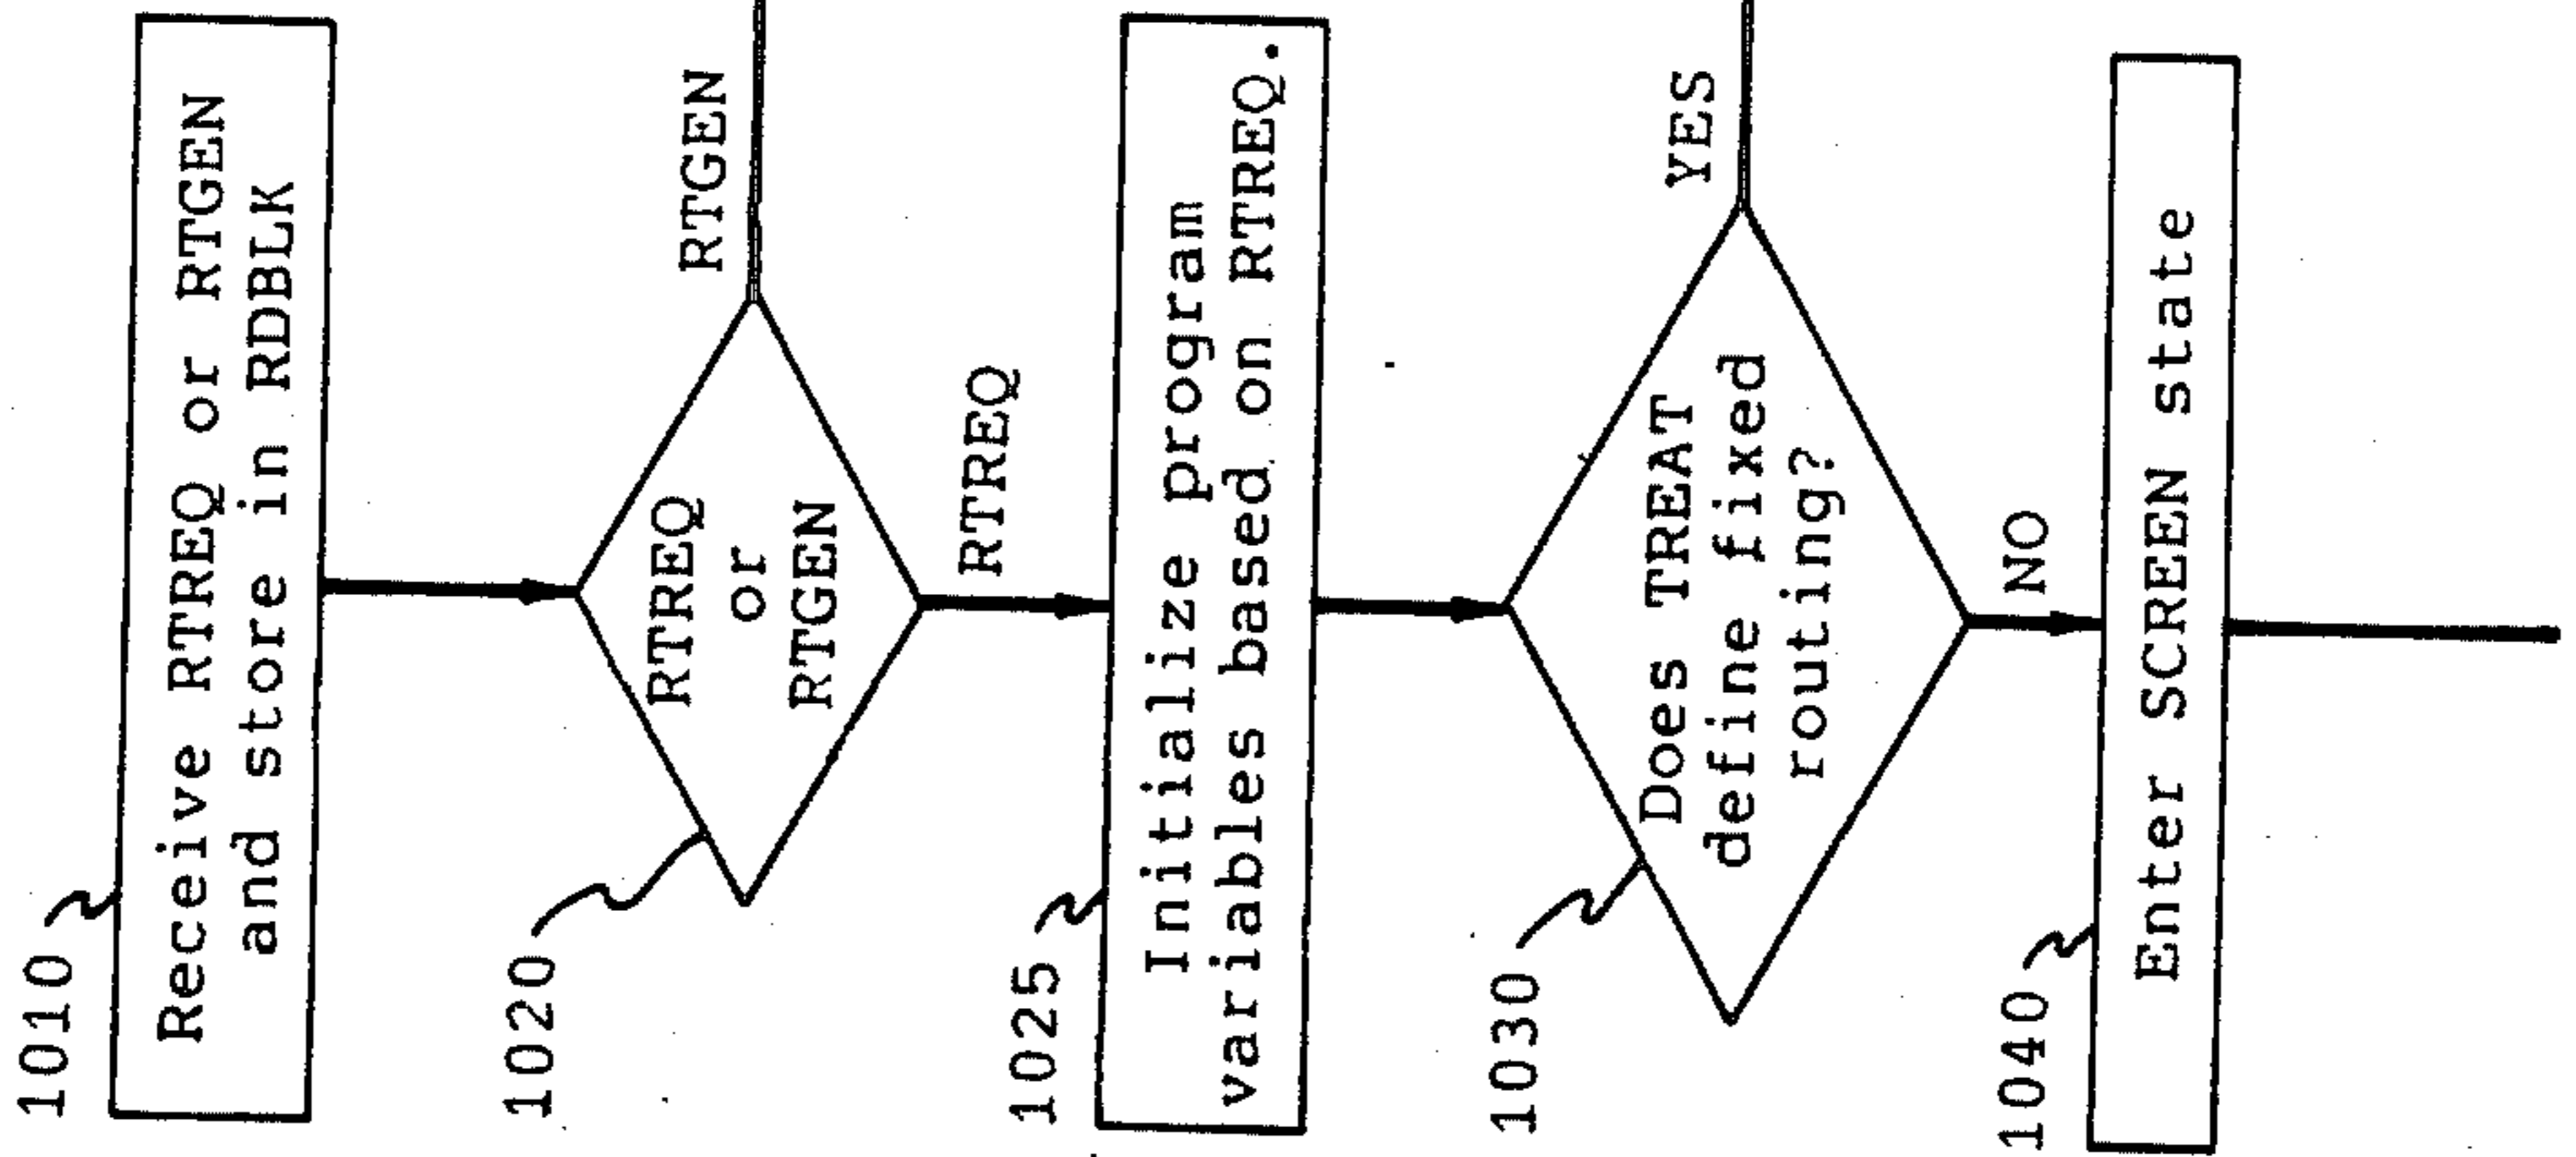 1010
Receive RTREQ or RTGEN
and store in RDBLK
1020
RTREQ
or
RTGEN
RTGEN
RTREQ
1025
Initialize program
variables based on RTREQ.
1030
Does TREAT
define fixed
routing?
YES
NO
1040
Enter SCREEN state